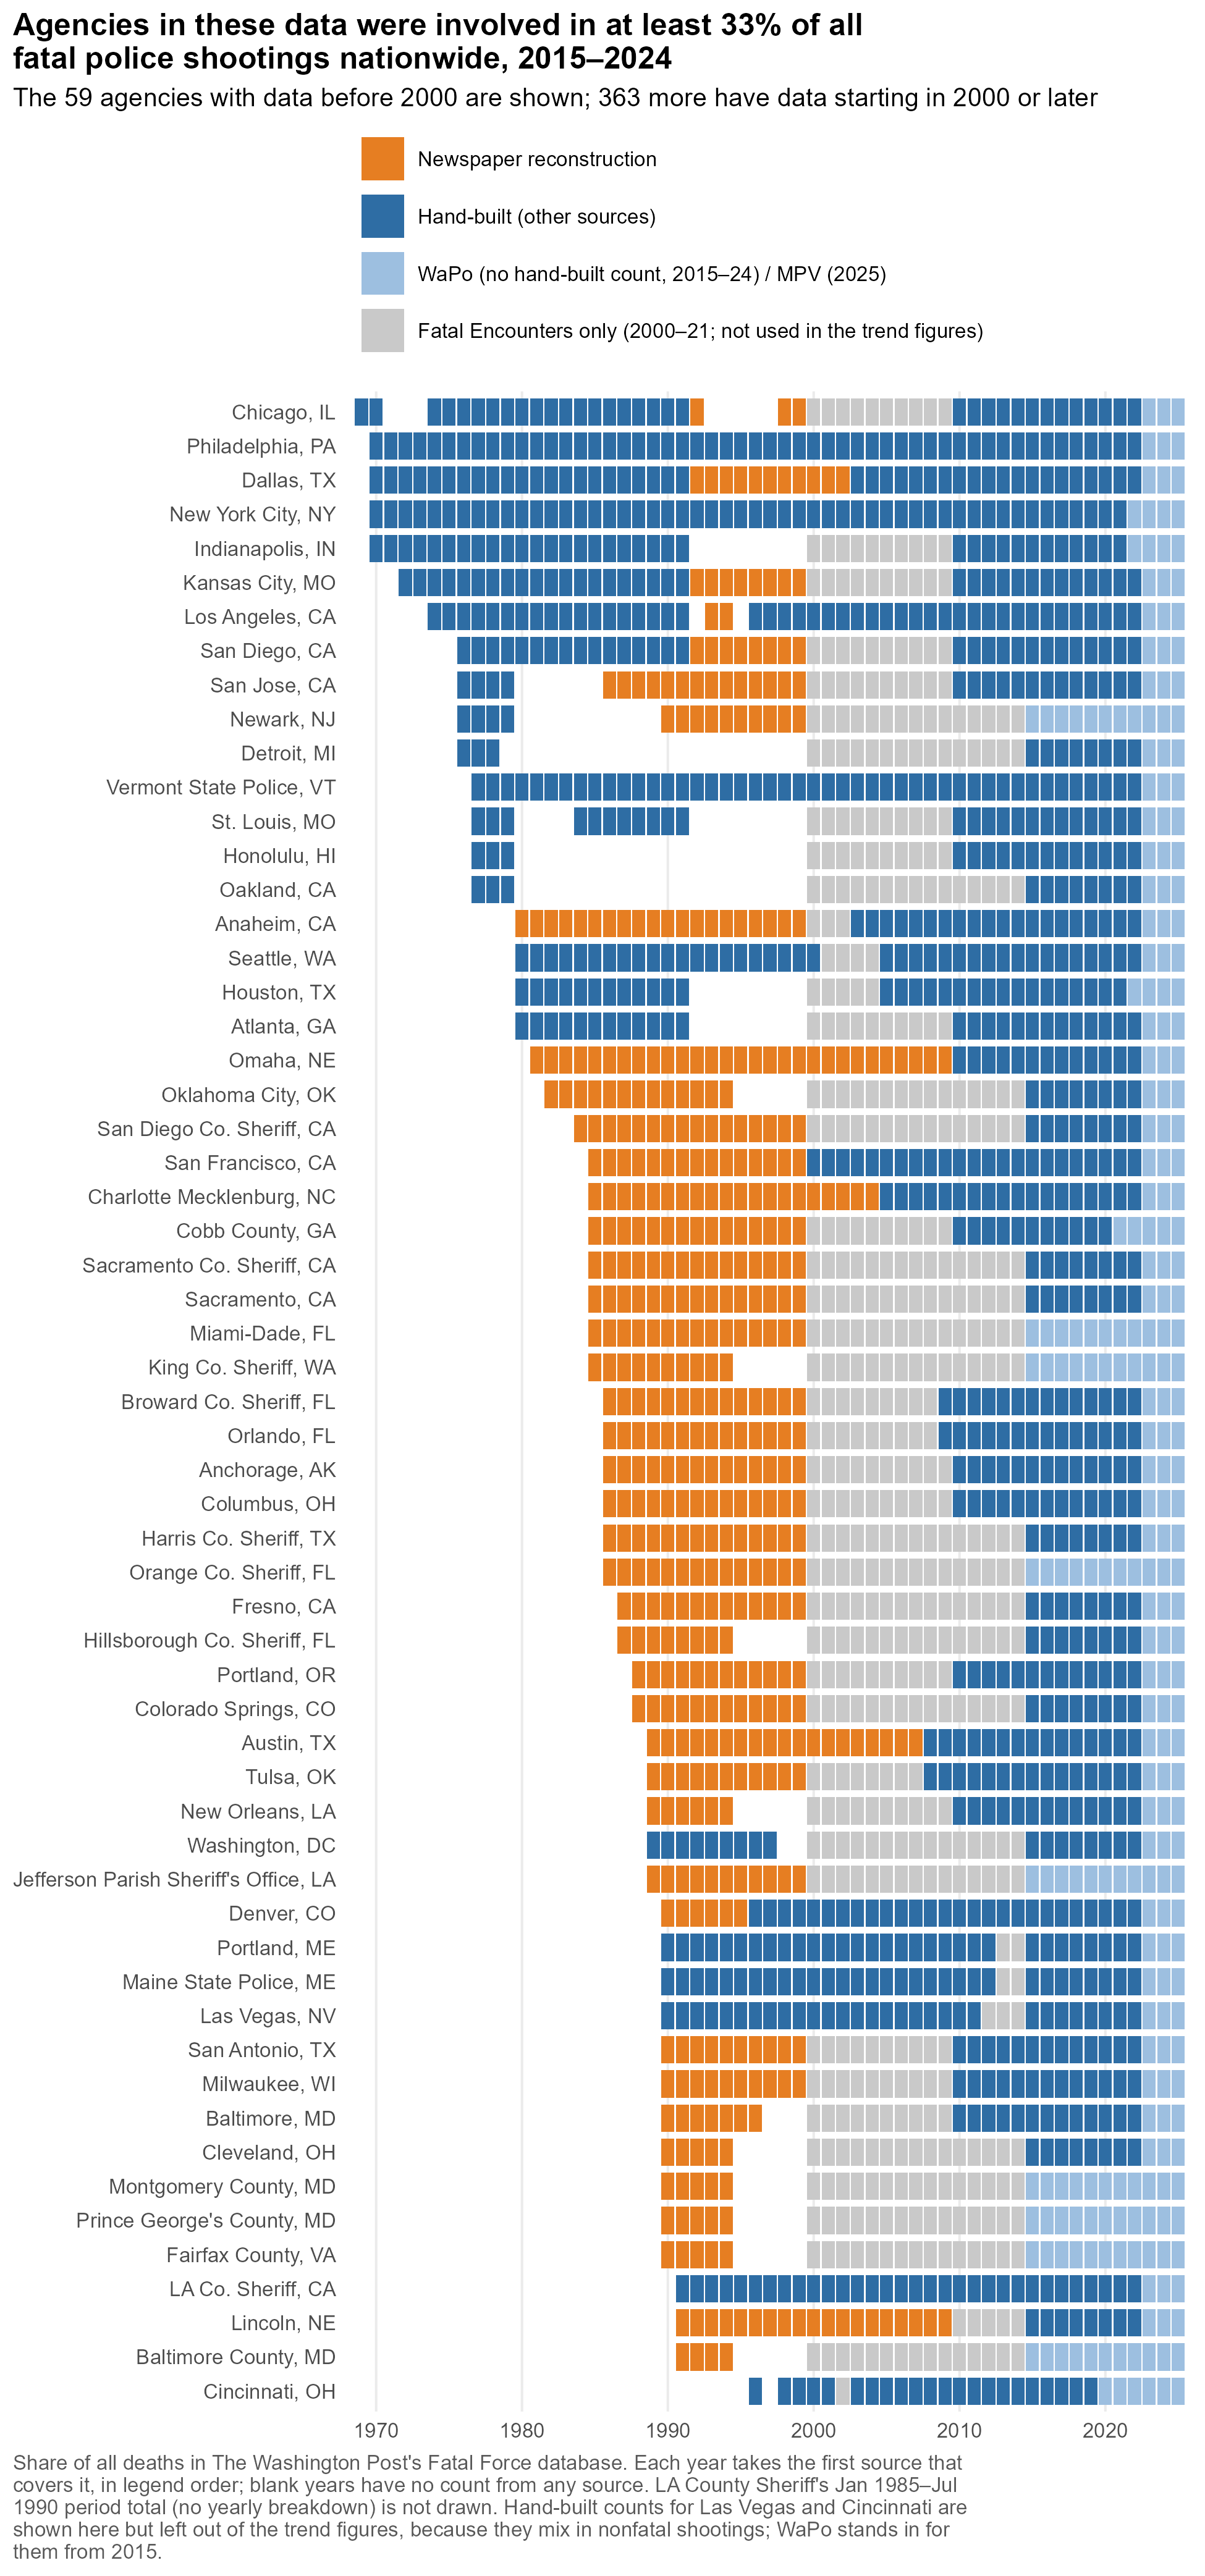 Agencies in these data were involved in at least 33% of all
fatal police shootings nationwide, 2015–2024
The 59 agencies with data before 2000 are shown; 363 more have data starting in 2000 or later
Newspaper reconstruction
Hand-built (other sources)
WaPo (no hand-built count, 2015–24) / MPV (2025)
Fatal Encounters only (2000–21; not used in the trend figures)
Chicago, IL
Philadelphia, PA
Dallas, TX
New York City, NY
Indianapolis, IN
Kansas City, MO
Los Angeles, CA
San Diego, CA
San Jose, CA
Newark, NJ
Detroit, MI
Vermont State Police, VT
St. Louis, MO
Honolulu, HI
Oakland, CA
Anaheim, CA
Seattle, WA
Houston, TX
Atlanta, GA
Omaha, NE
Oklahoma City, OK
San Diego Co. Sheriff, CA
San Francisco, CA
Charlotte Mecklenburg, NC
Cobb County, GA
Sacramento Co. Sheriff, CA
Sacramento, CA
Miami-Dade, FL
King Co. Sheriff, WA
Broward Co. Sheriff, FL
Orlando, FL
Anchorage, AK
Columbus, OH
Harris Co. Sheriff, TX
Orange Co. Sheriff, FL
Fresno, CA
Hillsborough Co. Sheriff, FL
Portland, OR
Colorado Springs, CO
Austin, TX
Tulsa, OK
New Orleans, LA
Washington, DC
Jefferson Parish Sheriff's Office, LA
Denver, CO
Portland, ME
Maine State Police, ME
Las Vegas, NV
San Antonio, TX
Milwaukee, WI
Baltimore, MD
Cleveland, OH
Montgomery County, MD
Prince George's County, MD
Fairfax County, VA
LA Co. Sheriff, CA
Lincoln, NE
Baltimore County, MD
Cincinnati, OH
1970 1980 1990 2000 2010 2020
Share of all deaths in The Washington Post's Fatal Force database. Each year takes the first source that
covers it, in legend order; blank years have no count from any source. LA County Sheriff's Jan 1985–Jul
1990 period total (no yearly breakdown) is not drawn. Hand-built counts for Las Vegas and Cincinnati are
shown here but left out of the trend figures, because they mix in nonfatal shootings; WaPo stands in for
them from 2015.